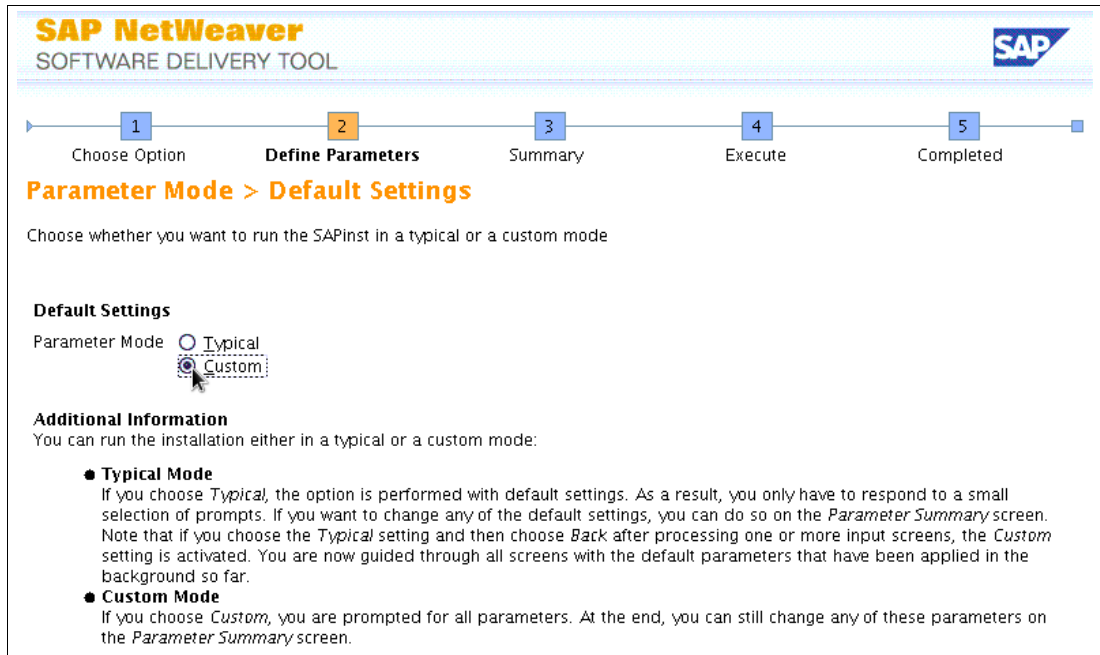 SAP NetWeaver
SOFTWARE DELIVERY TOOL
SAP
1 2 3 4 5
Choose Option Define Parameters Summary Execute Completed
Parameter Mode > Default Settings
Choose whether you want to run the SAPinst in a typical or a custom mode
Default Settings
Parameter Mode Typical
Custom
Additional Information
You can run the installation either in a typical or a custom mode:
Typical Mode
If you choose Typical, the option is performed with default settings. As a result, you only have to respond to a small
selection of prompts. If you want to change any of the default settings, you can do so on the Parameter Summary screen.
Note that if you choose the Typical setting and then choose Back after processing one or more input screens, the Custom
setting is activated. You are now guided through all screens with the default parameters that have been applied in the
background so far.
Custom Mode
If you choose Custom, you are prompted for all parameters. At the end, you can still change any of these parameters on
the Parameter Summary screen.